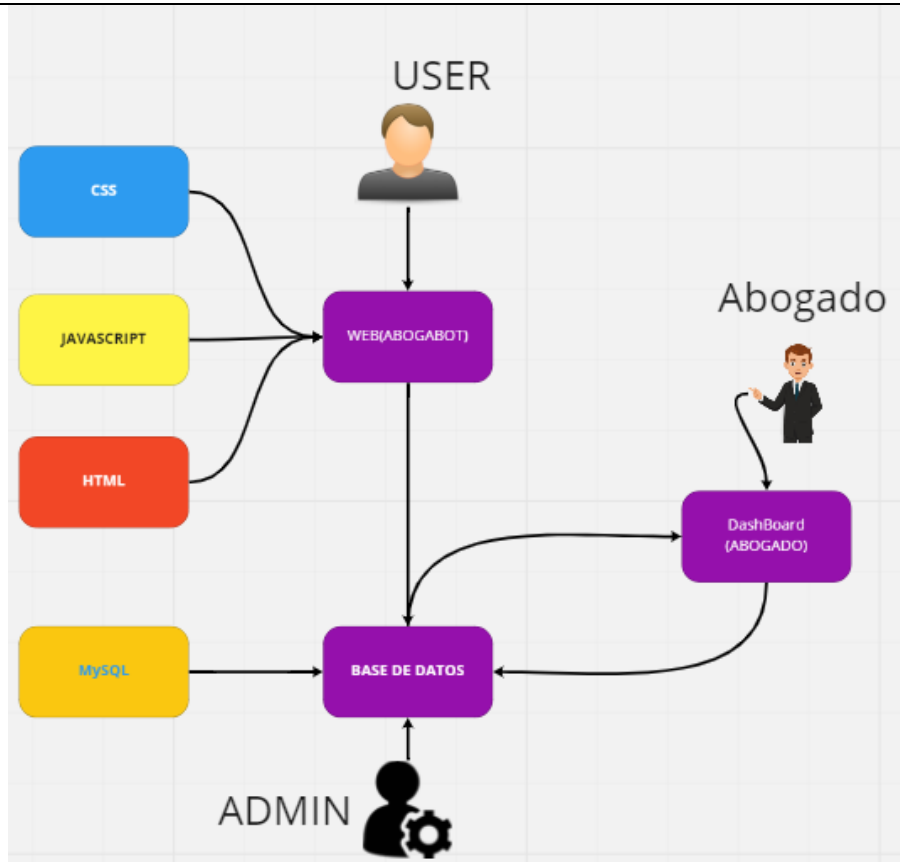 USER
CSS
Abogado
JAVASCRIPT
WEB(ABOGABOT)
HTML
DashBoard
(ABOGADO)
MySQL
BASE DE DATOS
ADMIN